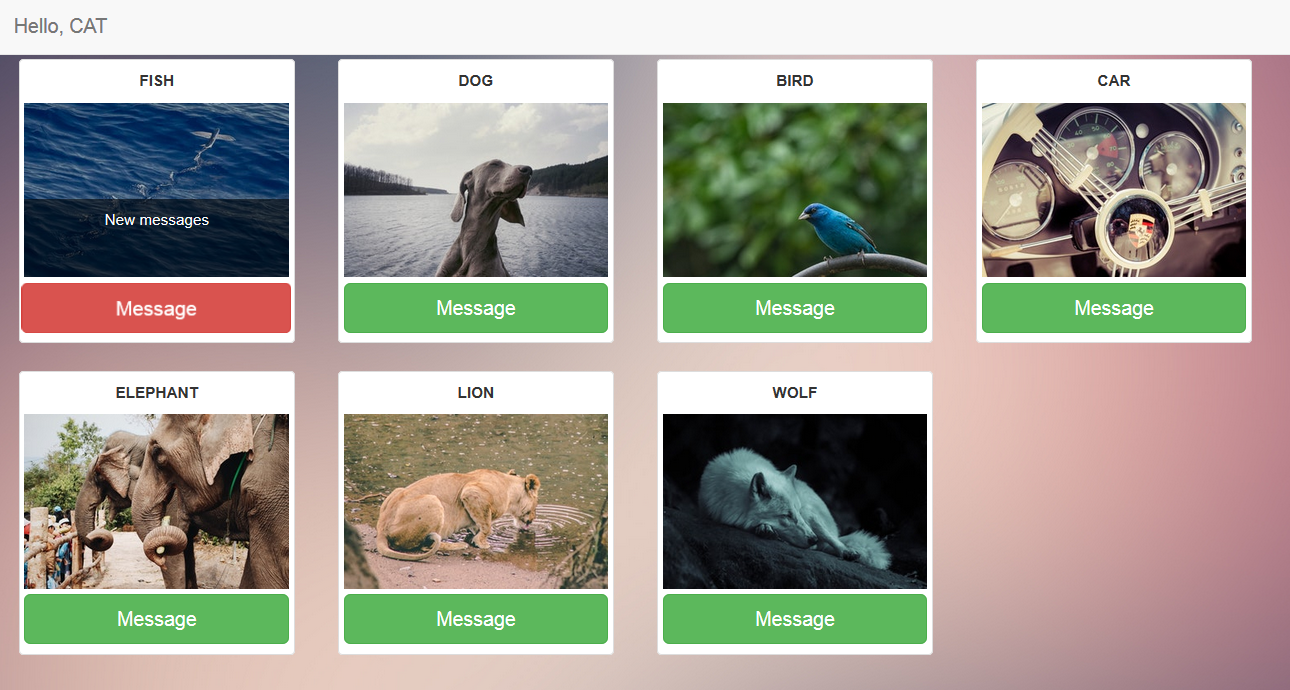 Hello, CAT
FISH
DOG
BIRD
CAR
New messages
Message
Message
Message
Message
ELEPHANT
LION
WOLF
Message
Message
Message